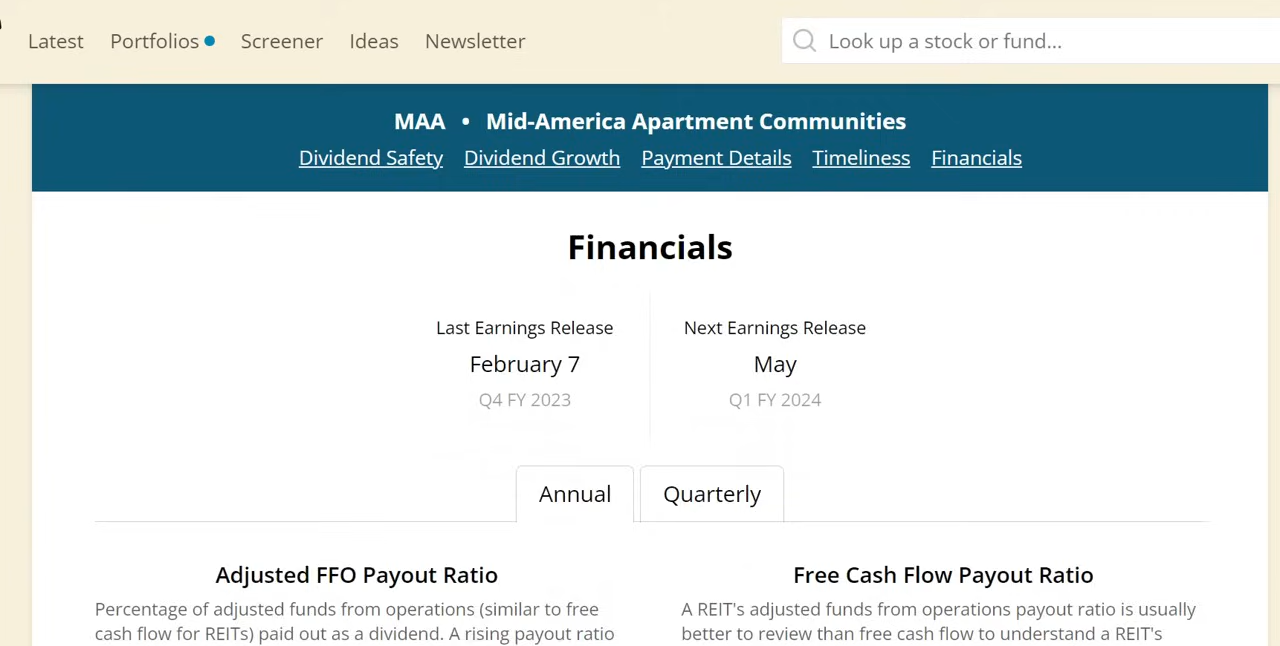 Latest Portfolios Screener Ideas Newsletter Look up a stock or fund...
MAA • Mid-America Apartment Communities
Dividend Safety Dividend Growth Payment Details Timeliness Financials
Financials
Last Earnings Release Next Earnings Release
February 7 May
Q4 FY 2023 Q1 FY 2024
Annual Quarterly
Adjusted FFO Payout Ratio
Percentage of adjusted funds from operations (similar to free
cash flow for REITs) paid out as a dividend. A rising payout ratio
Free Cash Flow Payout Ratio
A REIT's adjusted funds from operations payout ratio is usually
better to review than free cash flow to understand a REIT's